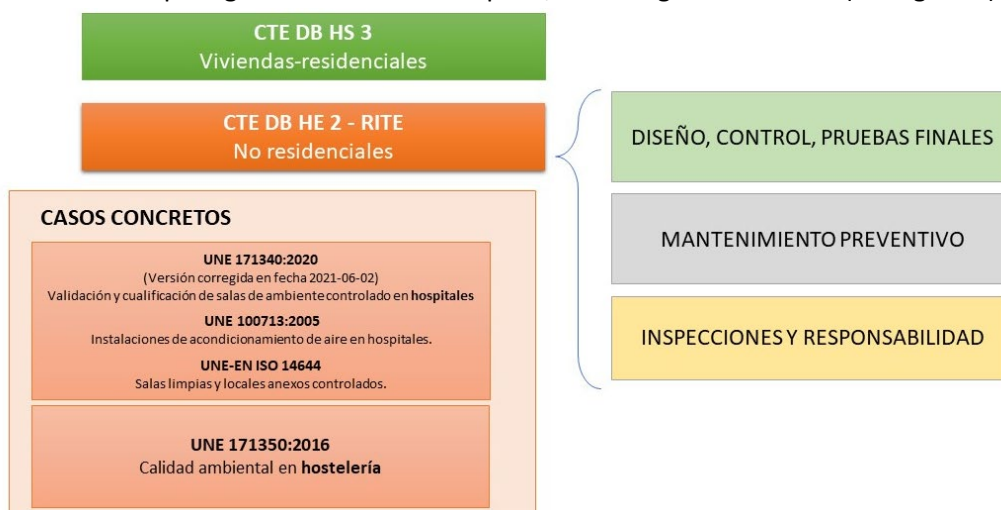 CTE DB HS 3
Viviendas-residenciales
CTE DB HE 2 - RITE
No residenciales
CASOS CONCRETOS
UNE 171340:2020
(Versión corregida en fecha 2021-06-02)
Validación y cualificación de salas de ambiente controlado en hospitales
UNE 100713:2005
Instalaciones de acondicionamiento de aire en hospitales.
UNE-EN ISO 14644
Salas limpias y locales anexos controlados.
UNE 171350:2016
Calidad ambiental en hostelería
DISEÑO, CONTROL, PRUEBAS FINALES
MANTENIMIENTO PREVENTIVO
INSPECCIONES Y RESPONSABILIDAD